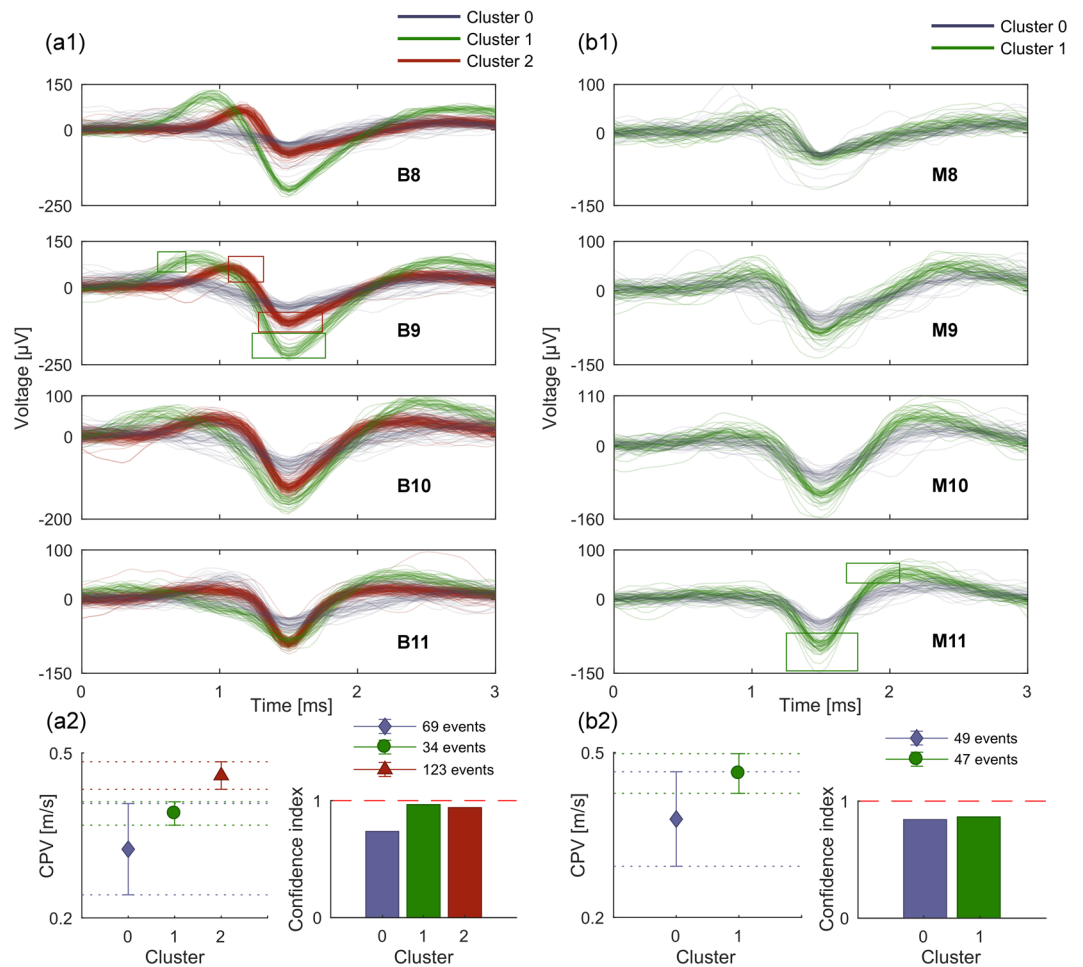 (a1)
Cluster 0
Cluster 1
Cluster 2
(b1)
Cluster 0
Cluster 1
150
0
-250
B8
150
0
-250
B9
100
0
-200
B10
100
0
-150
B11
0
1
2
3
Time [ms]
Voltage [µV]
100
0
-150
M8
100
0
-150
M9
110
0
-160
M10
100
0
-150
M11
0
1
2
3
Time [ms]
Voltage [µV]
(a2)
69 events
34 events
123 events
0.5
0.2
CPV [m/s]
0
1
2
Cluster
1
0
Confidence index
0
1
2
Cluster
(b2)
49 events
47 events
0.5
0.2
CPV [m/s]
0
1
Cluster
1
0
Confidence index
0
1
Cluster